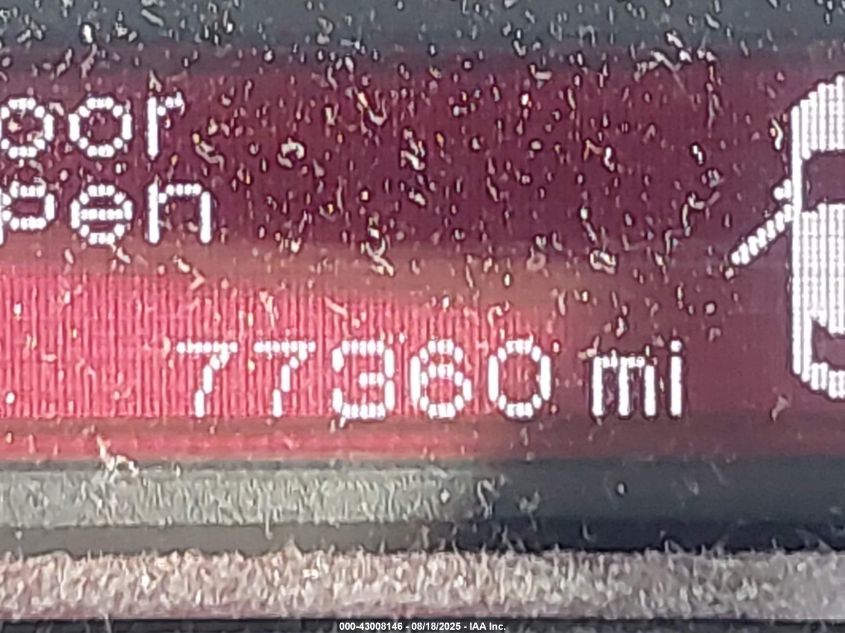 oor
pen
77360 mi
000-43008146 - 08/18/2025 - IAA Inc.